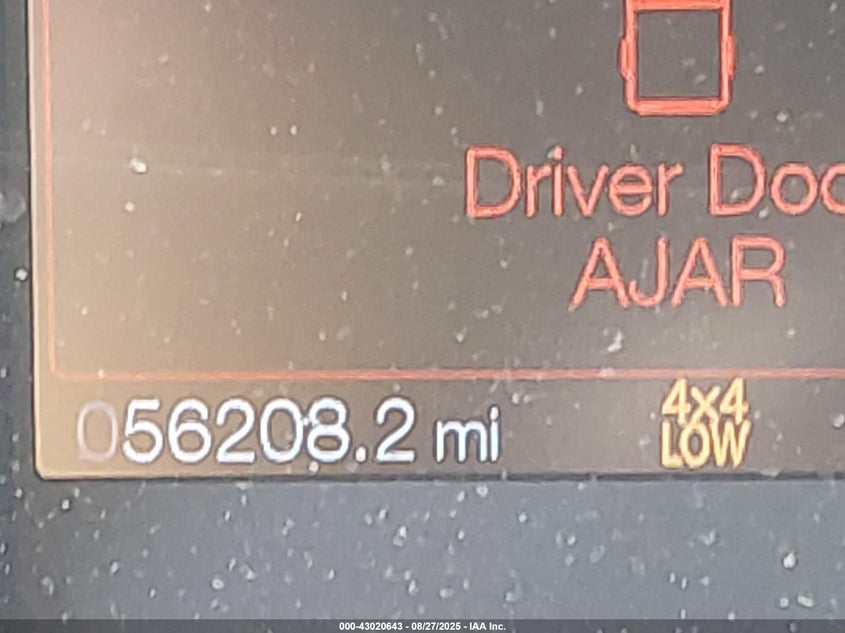 Driver Doo
AJAR
056208.2 mi
4x4
LOW
000-43020643 - 08/27/2025 - IAA Inc.